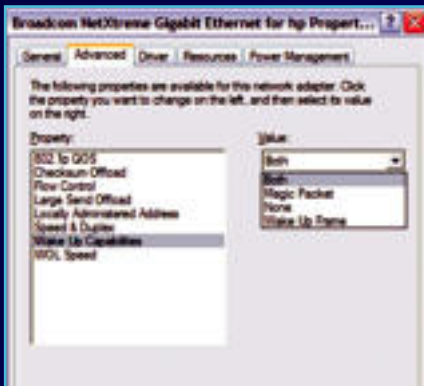 Broadcom NetXtreme Gigabit Ethernet for hp Propert...
General Advanced Driver Resources Power Management
The following properties are available for this network adapter. Click
the property you want to change on the left, and then select its value
on the right.
Property:
802.1p QOS
Checksum Offload
Flow Control
Large Send Offload
Locally Administered Address
Speed & Duplex
Wake Up Capabilities
WOL Speed
Value:
Both
Both
Magic Packet
None
Wake Up Frame